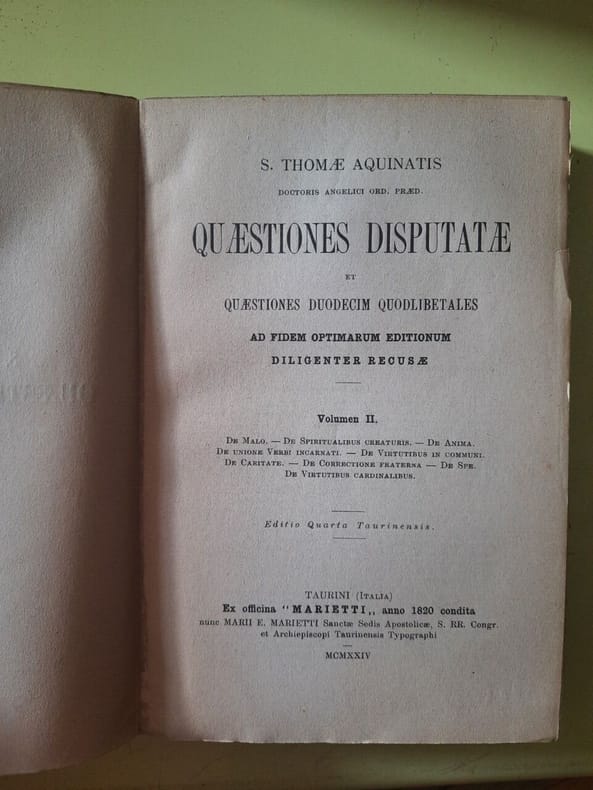 S. THOMÆ AQUINATIS
DOCTORIS ANGELICI ORD. PRÆD.
QUÆSTIONES DISPUTATÆ
ET
QUÆSTIONES DUODECIM QUODLIBETALES
AD FIDEM OPTIMARUM EDITIONUM
DILIGENTER RECUSÆ
Volumen II.
DE MALO. — DE SPIRITUALIBUS CREATURIS. — DE ANIMA.
DE UNIONE VERBI INCARNATI. — DE VIRTUTIBUS IN COMMUNI.
DE CARITATE. — DE CORRECTIONE FRATERNA — DE SPE.
DE VIRTUTIBUS CARDINALIBUS.
Editio Quarta Taurinensis.
TAURINI (ITALIA)
Ex officina "MARIETTI„ anno 1820 condita
nunc MARII E. MARIETTI Sanctæ Sedis Apostolicæ, S. RR. Congr.
et Archiepiscopi Taurinensis Typographi
MCMXXIV